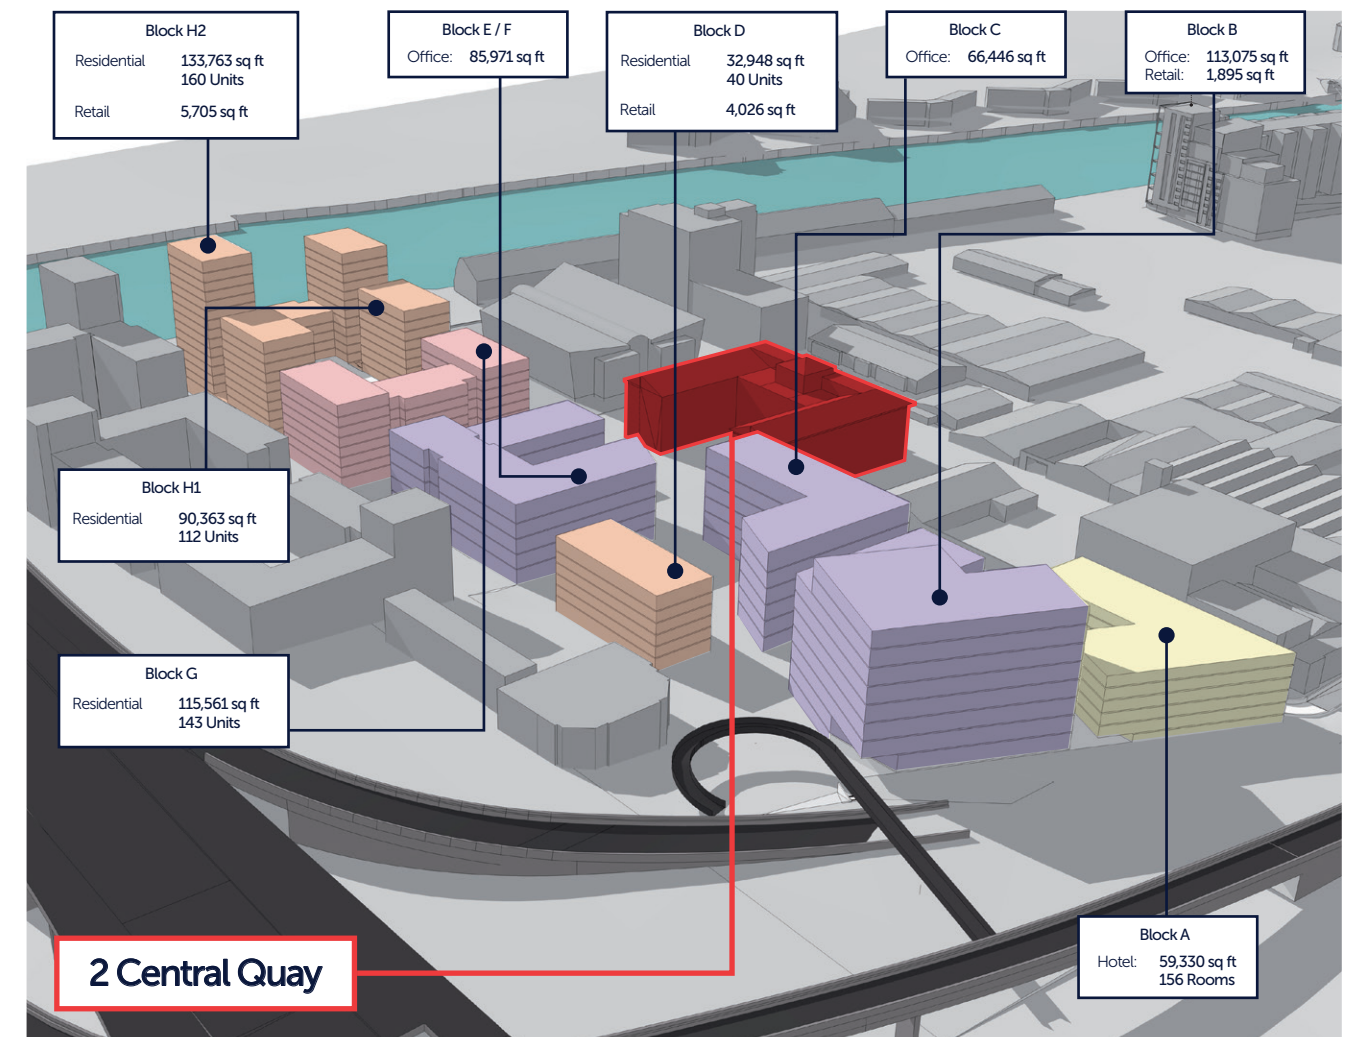 Block H2
Residential 133,763 sq ft
160 Units
Retail 5,705 sq ft
Block E / F
Office: 85,971 sq ft
Block D
Residential 32,948 sq ft
40 Units
Retail 4,026 sq ft
Block C
Office: 66,446 sq ft
Block B
Office: 113,075 sq ft
Retail: 1,895 sq ft
Block H1
Residential 90,363 sq ft
112 Units
Block G
Residential 115,561 sq ft
143 Units
2 Central Quay
Block A
Hotel: 59,330 sq ft
156 Rooms